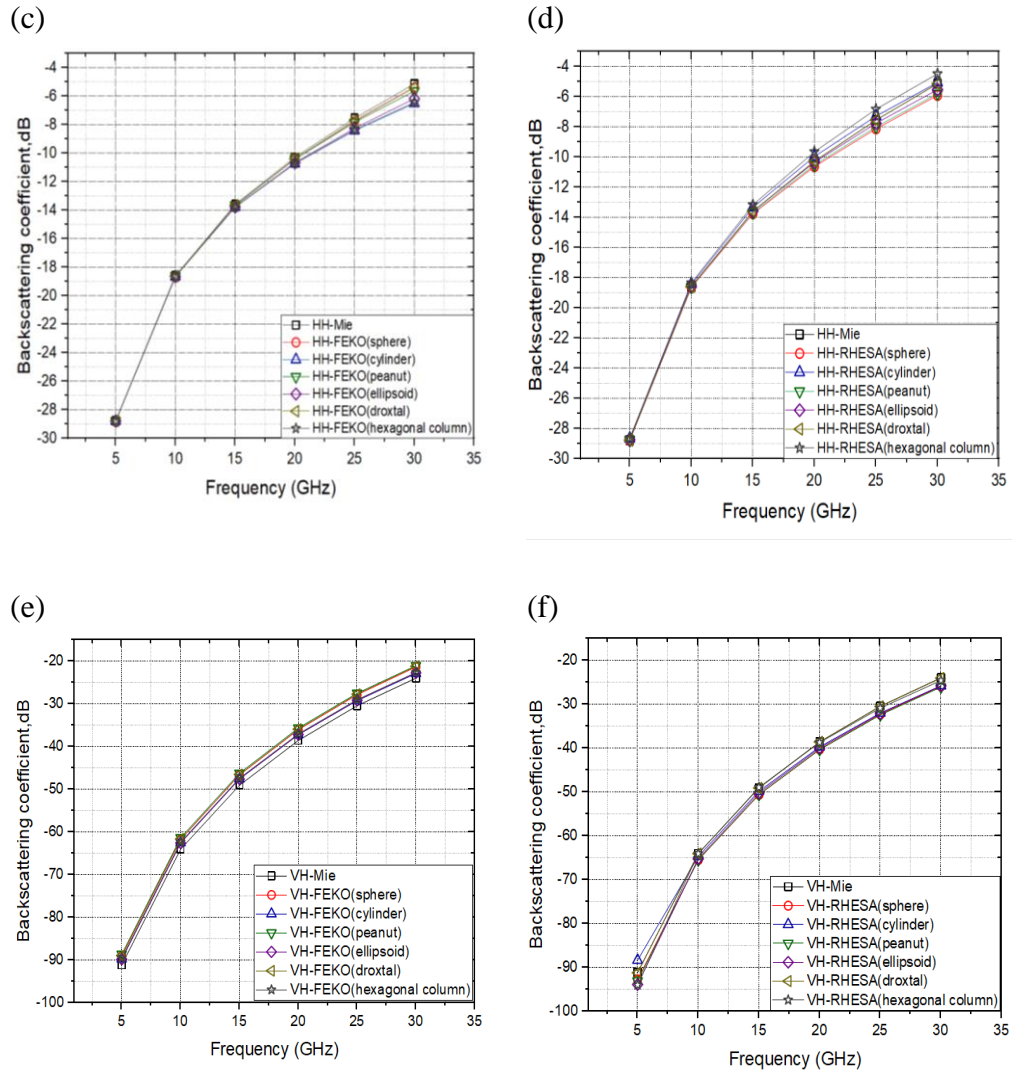 (c)
-4
-6
-8
-10
-12
-14
-16
-18
-20
-22
-24
-26
-28
-30
Backscattering coefficient,dB
HH-Mie
HH-FEKO(sphere)
HH-FEKO(cylinder)
HH-FEKO(peanut)
HH-FEKO(ellipsoid)
HH-FEKO(droxtal)
HH-FEKO(hexagonal column)
5 10 15 20 25 30 35
Frequency (GHz)
(d)
-4
-6
-8
-10
-12
-14
-16
-18
-20
-22
-24
-26
-28
-30
Backscattering coefficient,dB
HH-Mie
HH-RHESA(sphere)
HH-RHESA(cylinder)
HH-RHESA(peanut)
HH-RHESA(ellipsoid)
HH-RHESA(droxtal)
HH-RHESA(hexagonal column)
5 10 15 20 25 30 35
Frequency (GHz)
(e)
-20
-30
-40
-50
-60
-70
-80
-90
-100
Backscattering coefficient,dB
VH-Mie
VH-FEKO(sphere)
VH-FEKO(cylinder)
VH-FEKO(peanut)
VH-FEKO(ellipsoid)
VH-FEKO(droxtal)
VH-FEKO(hexagonal column)
5 10 15 20 25 30 35
Frequency (GHz)
(f)
-20
-30
-40
-50
-60
-70
-80
-90
-100
Backscattering coefficient,dB
VH-Mie
VH-RHESA(sphere)
VH-RHESA(cylinder)
VH-RHESA(peanut)
VH-RHESA(ellipsoid)
VH-RHESA(droxtal)
VH-RHESA(hexagonal column)
5 10 15 20 25 30 35
Frequency (GHz)